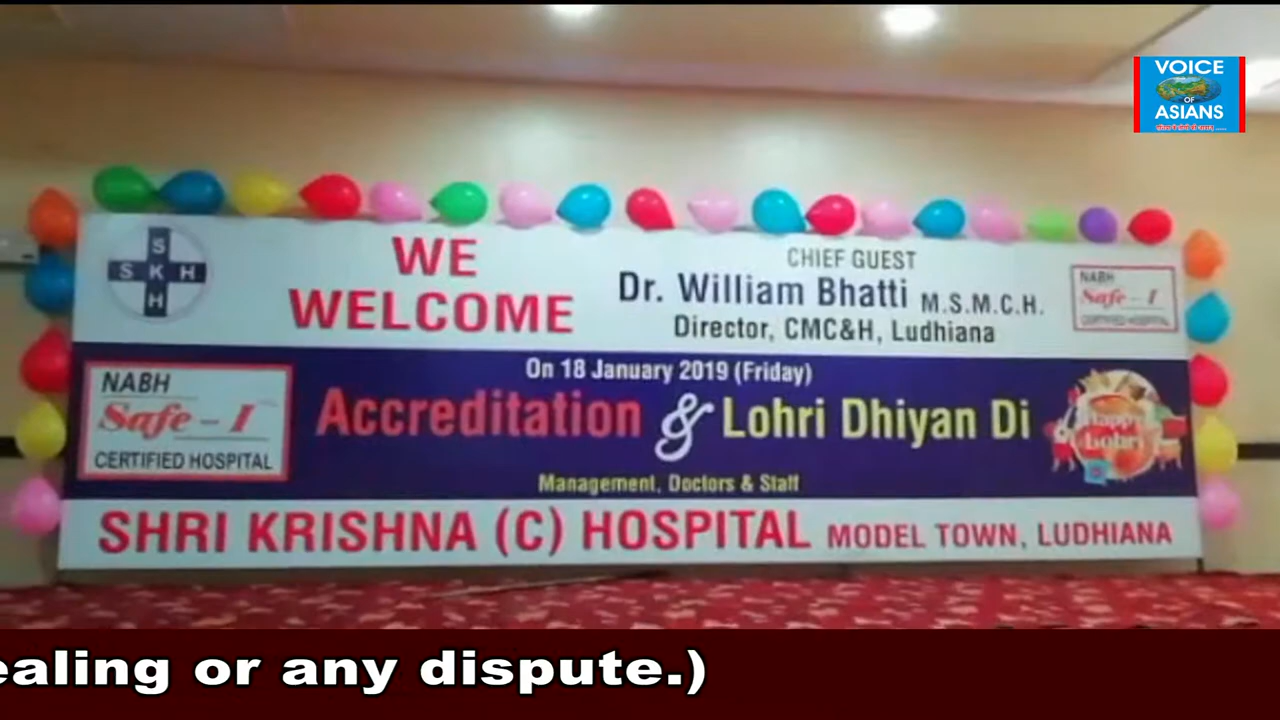 VOICE
OF
ASIANS
S
S K H
H
WE
WELCOME
CHIEF GUEST
Dr. William Bhatti M.S.M.C.H.
Director, CMC&H, Ludhiana
NABH
Safe - I
CERTIFIED HOSPITAL
On 18 January 2019 (Friday)
NABH
Safe - I
CERTIFIED HOSPITAL
Accreditation & Lohri Dhiyan Di
Happy
Lohri
Management, Doctors & Staff
SHRI KRISHNA (C) HOSPITAL MODEL TOWN, LUDHIANA
ealing or any dispute.)